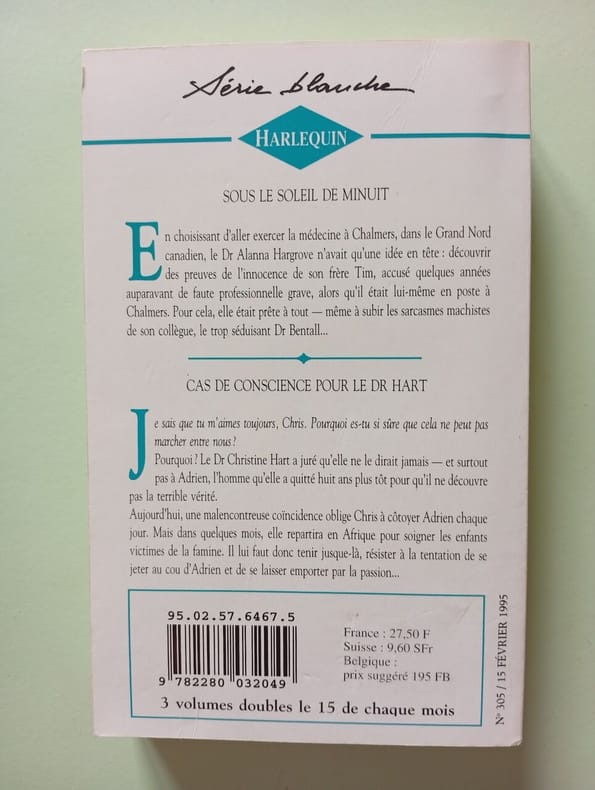 Série blanche
HARLEQUIN
SOUS LE SOLEIL DE MINUIT
En choisissant d'aller exercer la médecine à Chalmers, dans le Grand Nord
canadien, le Dr Alanna Hargrove n'avait qu'une idée en tête : découvrir
des preuves de l'innocence de son frère Tim, accusé quelques années
auparavant de faute professionnelle grave, alors qu'il était lui-même en poste à
Chalmers. Pour cela, elle était prête à tout — même à subir les sarcasmes machistes
de son collègue, le trop séduisant Dr Bentall...
CAS DE CONSCIENCE POUR LE DR HART
Je sais que tu m'aimes toujours, Chris. Pourquoi es-tu si sûre que cela ne peut pas
marcher entre nous ?
Pourquoi ? Le Dr Christine Hart a juré qu'elle ne le dirait jamais — et surtout
pas à Adrien, l'homme qu'elle a quitté huit ans plus tôt pour qu'il ne découvre
pas la terrible vérité.
Aujourd'hui, une malencontreuse coïncidence oblige Chris à côtoyer Adrien chaque
jour. Mais dans quelques mois, elle repartira en Afrique pour soigner les enfants
victimes de la famine. Il lui faut donc tenir jusque-là, résister à la tentation de se
jeter au cou d'Adrien et de se laisser emporter par la passion...
95.02.57.6467.5
9 782280 032049
France : 27,50 F
Suisse : 9,60 SFr
Belgique :
prix suggéré 195 FB
3 volumes doubles le 15 de chaque mois
N° 305 / 15 FÉVRIER 1995